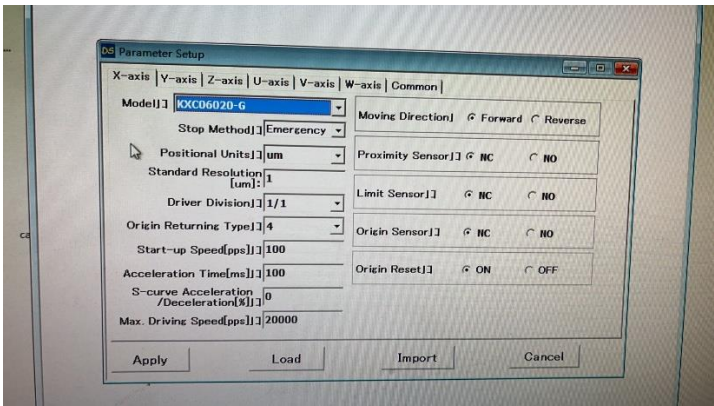 DS Parameter Setup
X-axis Y-axis Z-axis U-axis V-axis W-axis Common
Model]] KXC06020-G
Stop Method]] Emergency
Positional Units]] um
Standard Resolution
[um]: 1
Driver Division]] 1/1
Origin Returning Type]] 4
Start-up Speed[pps]]] 100
Acceleration Time[ms]]] 100
S-curve Acceleration
/Deceleration[%]]] 0
Max. Driving Speed[pps]]] 20000
Moving Direction] Forward Reverse
Proximity Sensor]] NC NO
Limit Sensor]] NC NO
Origin Sensor]] NC NO
Origin Reset]] ON OFF
Apply Load Import Cancel